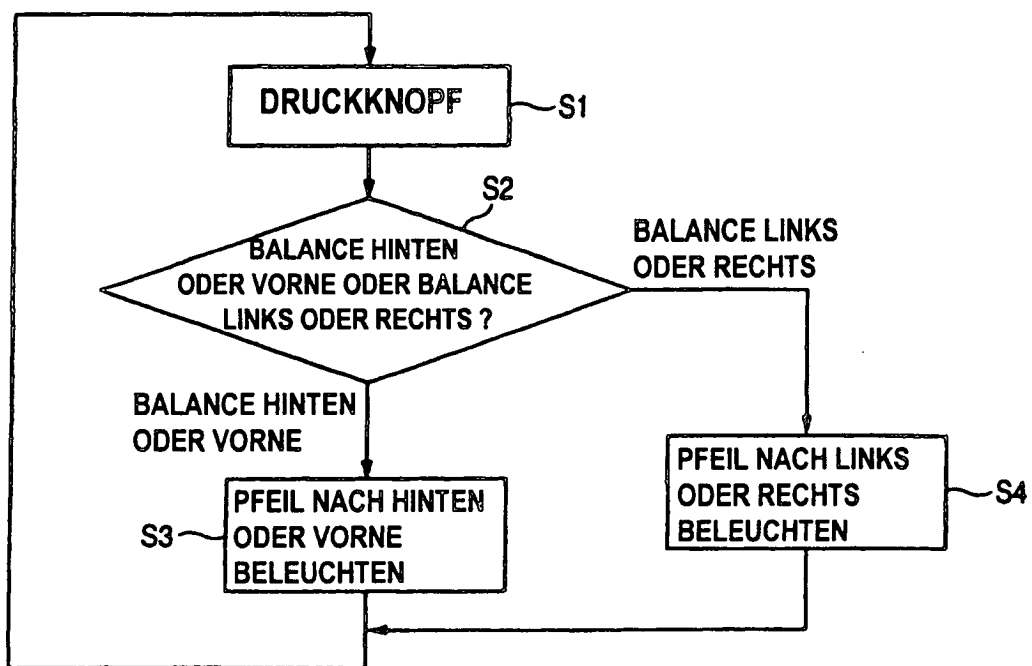 DRUCKKNOPF
S1
S2
BALANCE HINTEN
ODER VORNE ODER BALANCE
LINKS ODER RECHTS ?
BALANCE LINKS
ODER RECHTS
BALANCE HINTEN
ODER VORNE
PFEIL NACH HINTEN
ODER VORNE
BELEUCHTEN
S3
PFEIL NACH LINKS
ODER RECHTS
BELEUCHTEN
S4